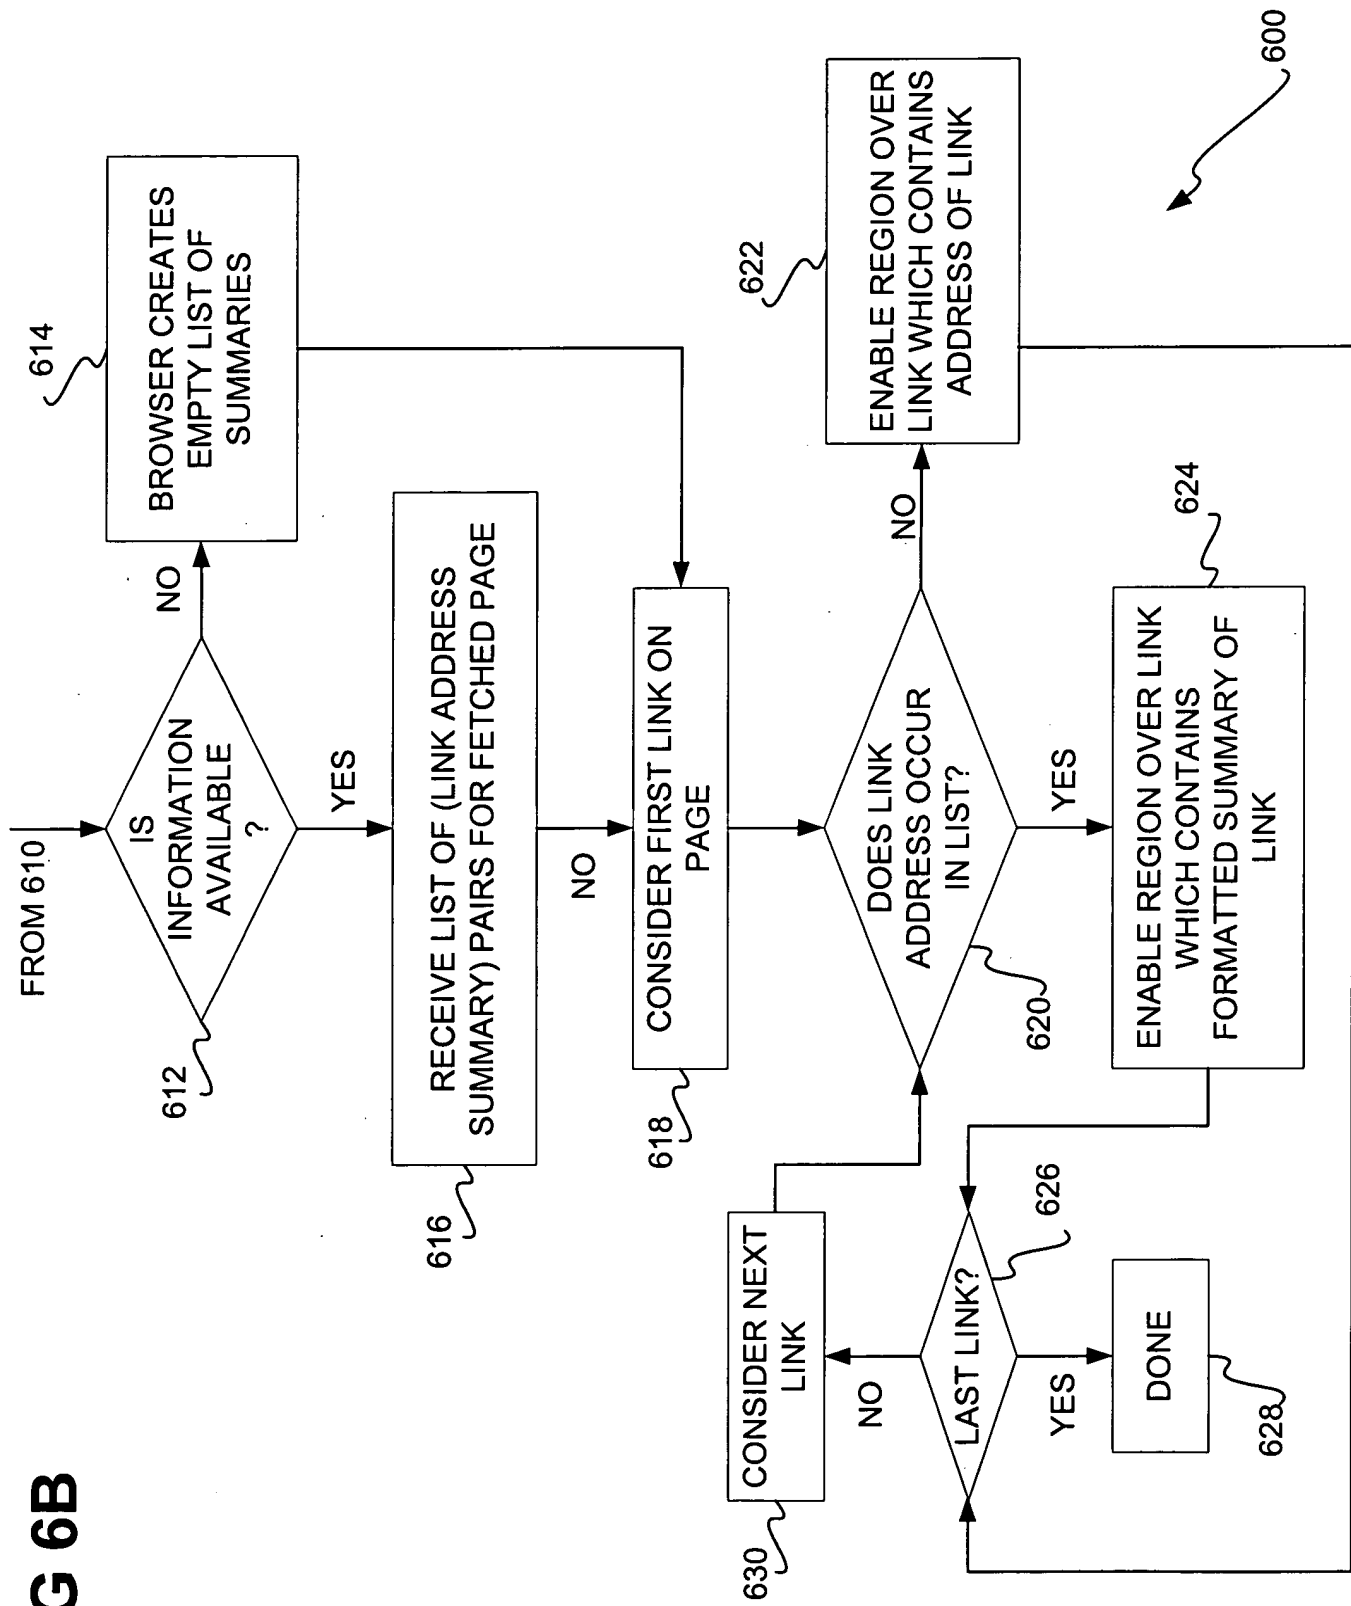 FROM 610
IS
INFORMATION
AVAILABLE
?
612
NO
BROWSER CREATES
EMPTY LIST OF
SUMMARIES
614
YES
RECEIVE LIST OF (LINK ADDRESS
SUMMARY) PAIRS FOR FETCHED PAGE
616
NO
CONSIDER FIRST LINK ON
PAGE
618
DOES LINK
ADDRESS OCCUR
IN LIST?
620
NO
ENABLE REGION OVER
LINK WHICH CONTAINS
ADDRESS OF LINK
622
YES
ENABLE REGION OVER LINK
WHICH CONTAINS
FORMATTED SUMMARY OF
LINK
624
CONSIDER NEXT
LINK
630
NO
LAST LINK?
626
YES
DONE
628
600
G 6B